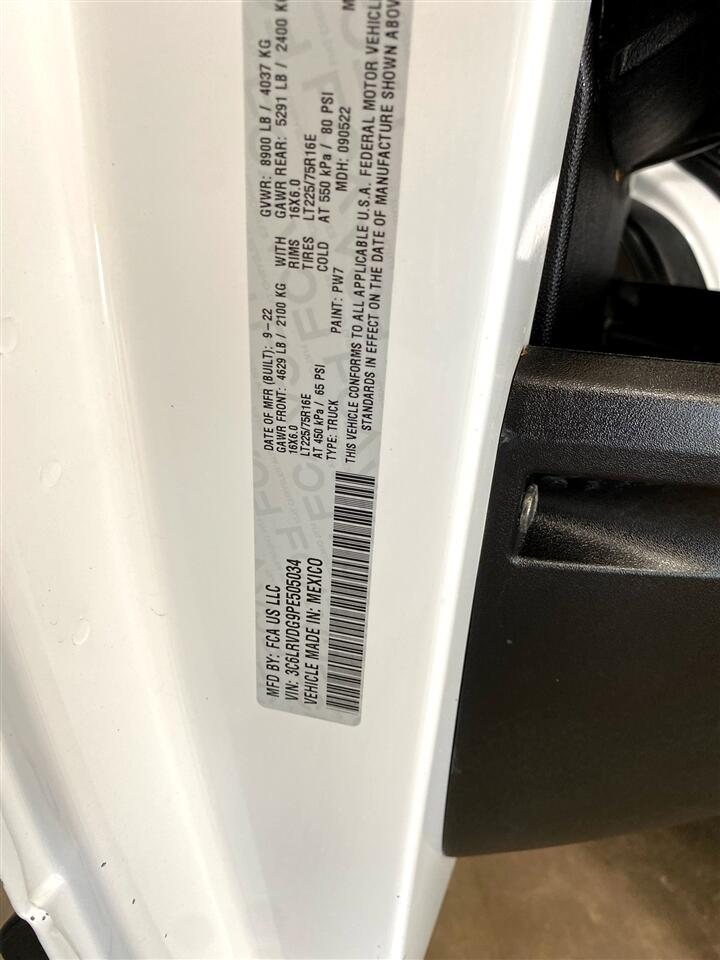 MFD BY: FCA US LLC
VIN: 3C6LRVDG9PE505034
VEHICLE MADE IN: MEXICO
DATE OF MFR (BUILT): 9-22 GVWR: 8900 LB / 4037 KG
GAWR FRONT: 4629 LB / 2100 KG WITH GAWR REAR: 5291 LB / 2400
16X6.0 RIMS 16X6.0
LT225/75R16E TIRES LT225/75R16E
AT 450 kPa / 65 PSI COLD AT 550 kPa / 80 PSI
TYPE: TRUCK PAINT: PW7 MDH: 090522
THIS VEHICLE CONFORMS TO ALL APPLICABLE U.S.A. FEDERAL MOTOR
STANDARDS IN EFFECT ON THE DATE OF MANUFACTURE SHOWN